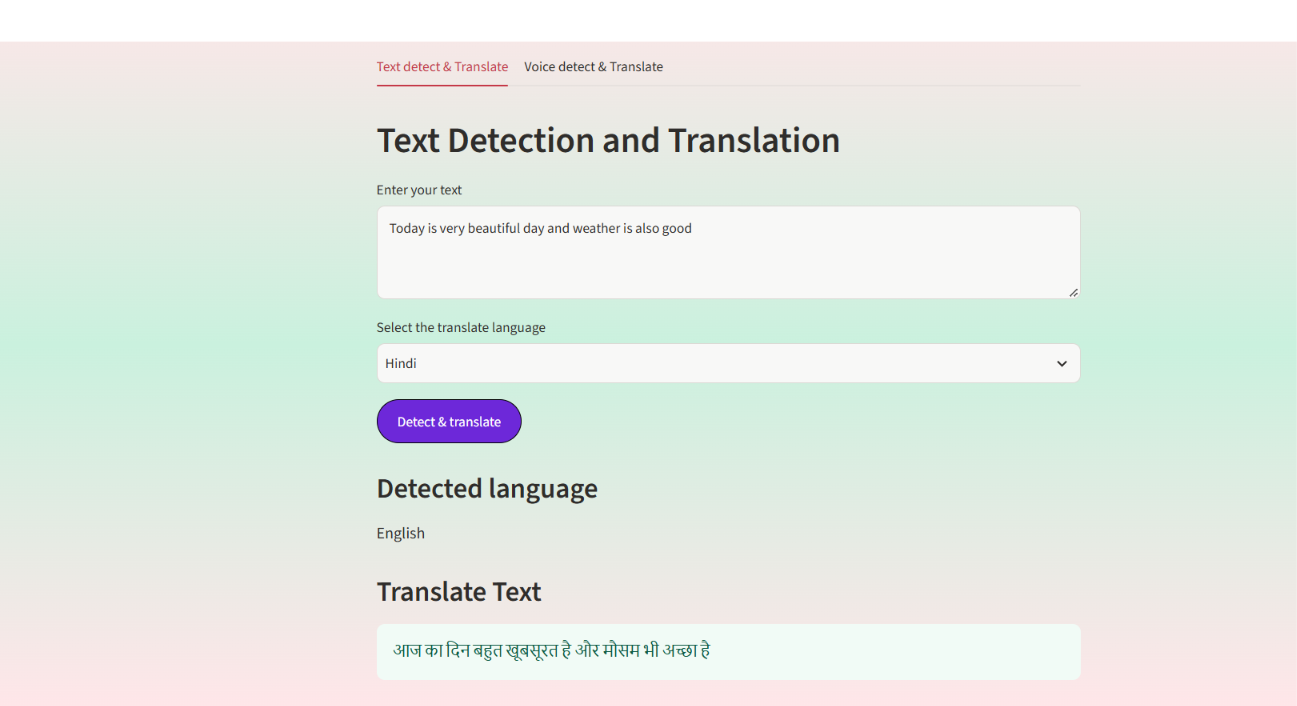 Text detect & Translate Voice detect & Translate
Text Detection and Translation
Enter your text
Today is very beautiful day and weather is also good
Select the translate language
Hindi
Detect & translate
Detected language
English
Translate Text
आज का दिन बहुत खूबसूरत है और मौसम भी अच्छा है